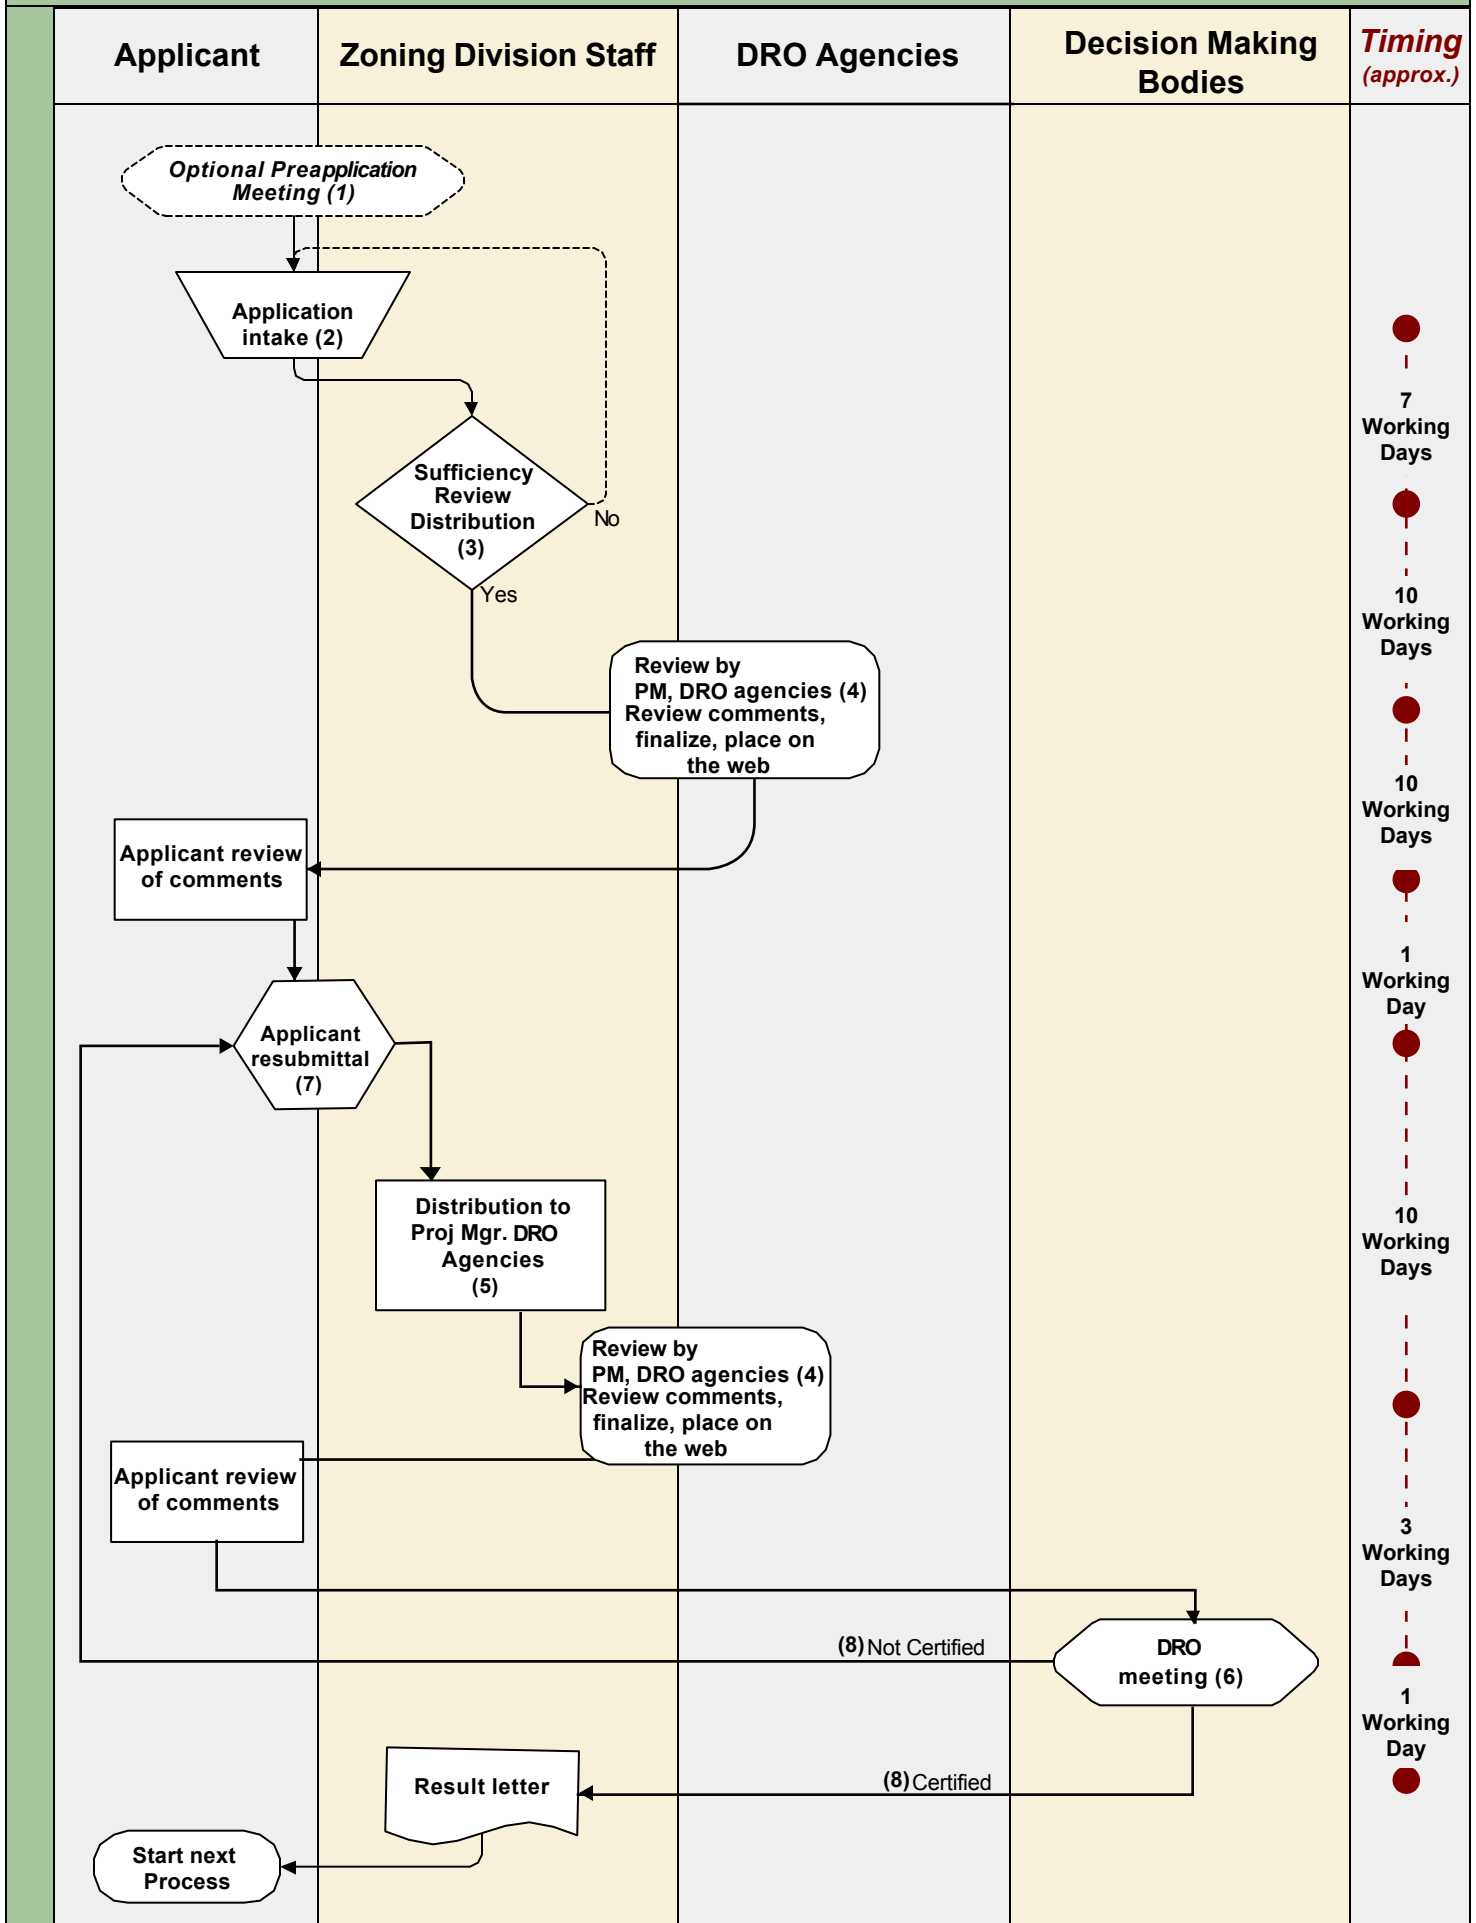 Applicant
Zoning Division Staff
DRO Agencies
Decision Making
Bodies
Timing
(approx.)
Optional Preapplication
Meeting (1)
Application
intake (2)
7
Working
Days
Sufficiency
Review
Distribution
(3)
No
Yes
10
Working
Days
Review by
PM, DRO agencies (4)
Review comments,
finalize, place on
the web
10
Working
Days
Applicant review
of comments
1
Working
Day
Applicant
resubmittal
(7)
Distribution to
Proj Mgr. DRO
Agencies
(5)
10
Working
Days
Review by
PM, DRO agencies (4)
Review comments,
finalize, place on
the web
Applicant review
of comments
3
Working
Days
(8) Not Certified
DRO
meeting (6)
1
Working
Day
(8) Certified
Result letter
Start next
Process